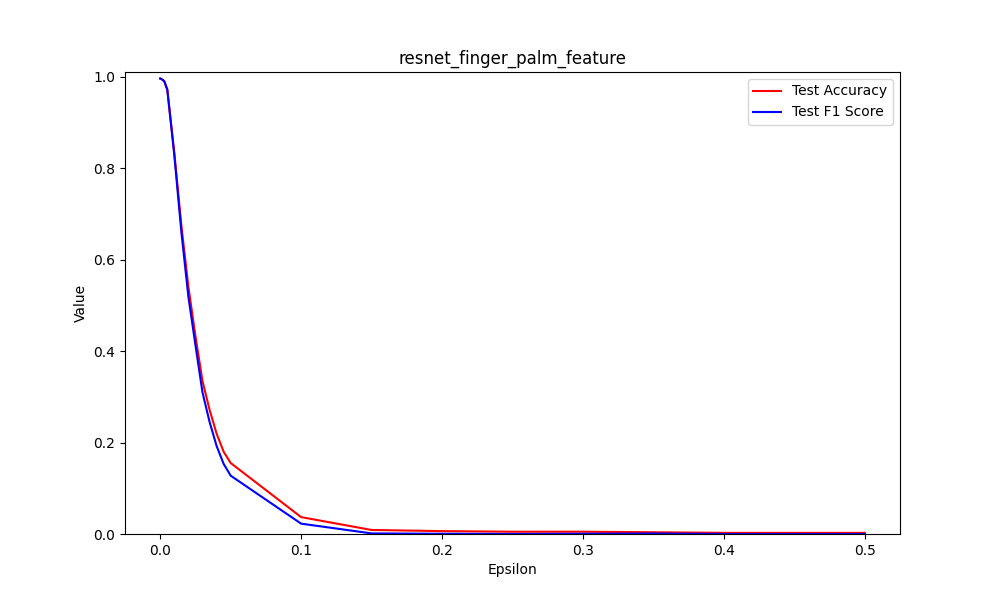 resnet_finger_palm_feature
Test Accuracy
Test F1 Score
Value
1.0
0.8
0.6
0.4
0.2
0.0
0.0 0.1 0.2 0.3 0.4 0.5
Epsilon